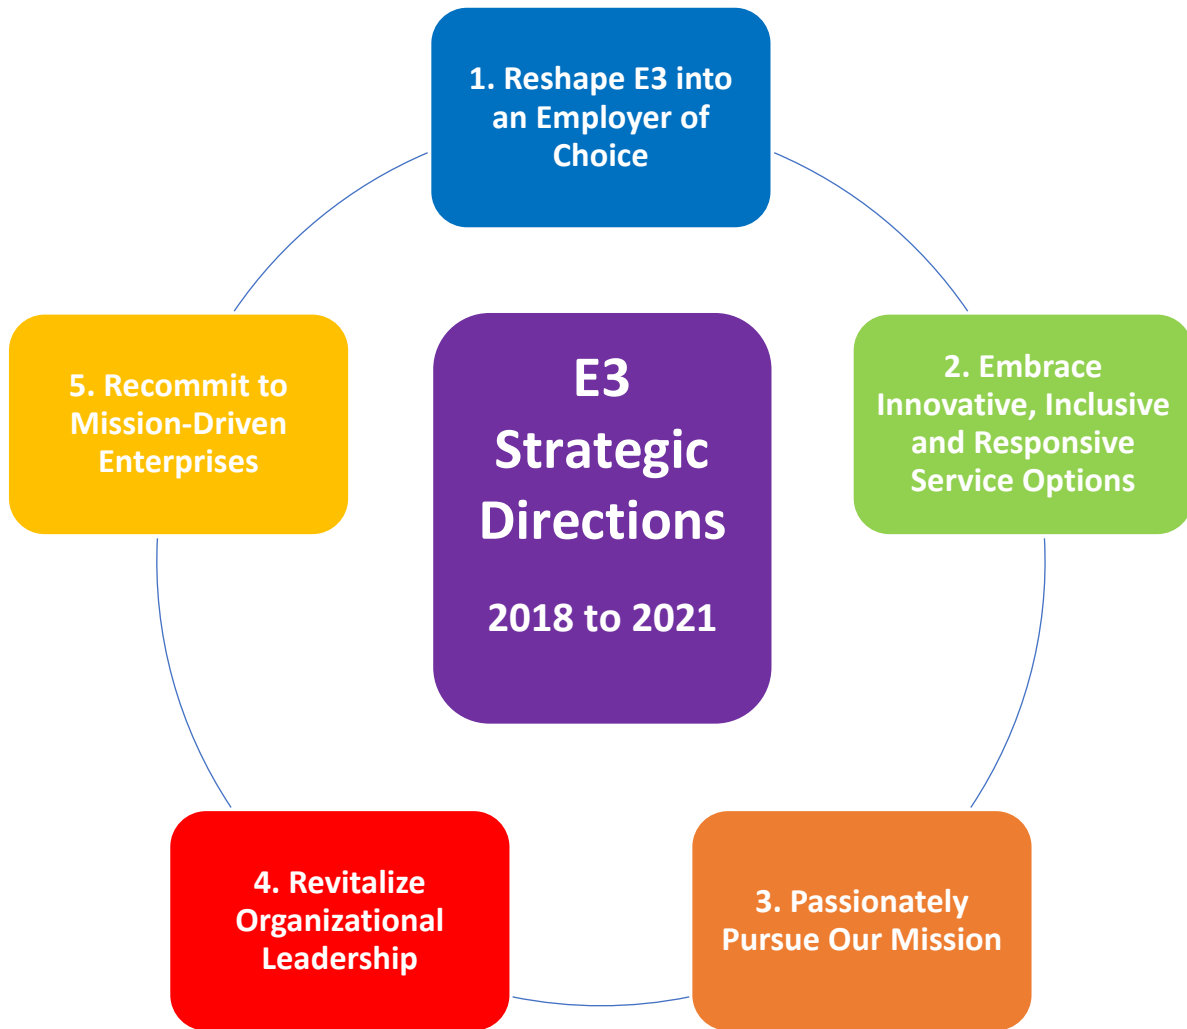 1. Reshape E3 into
an Employer of
Choice
E3
Strategic
Directions
2018 to 2021
2. Embrace
Innovative, Inclusive
and Responsive
Service Options
3. Passionately
Pursue Our Mission
4. Revitalize
Organizational
Leadership
5. Recommit to
Mission-Driven
Enterprises